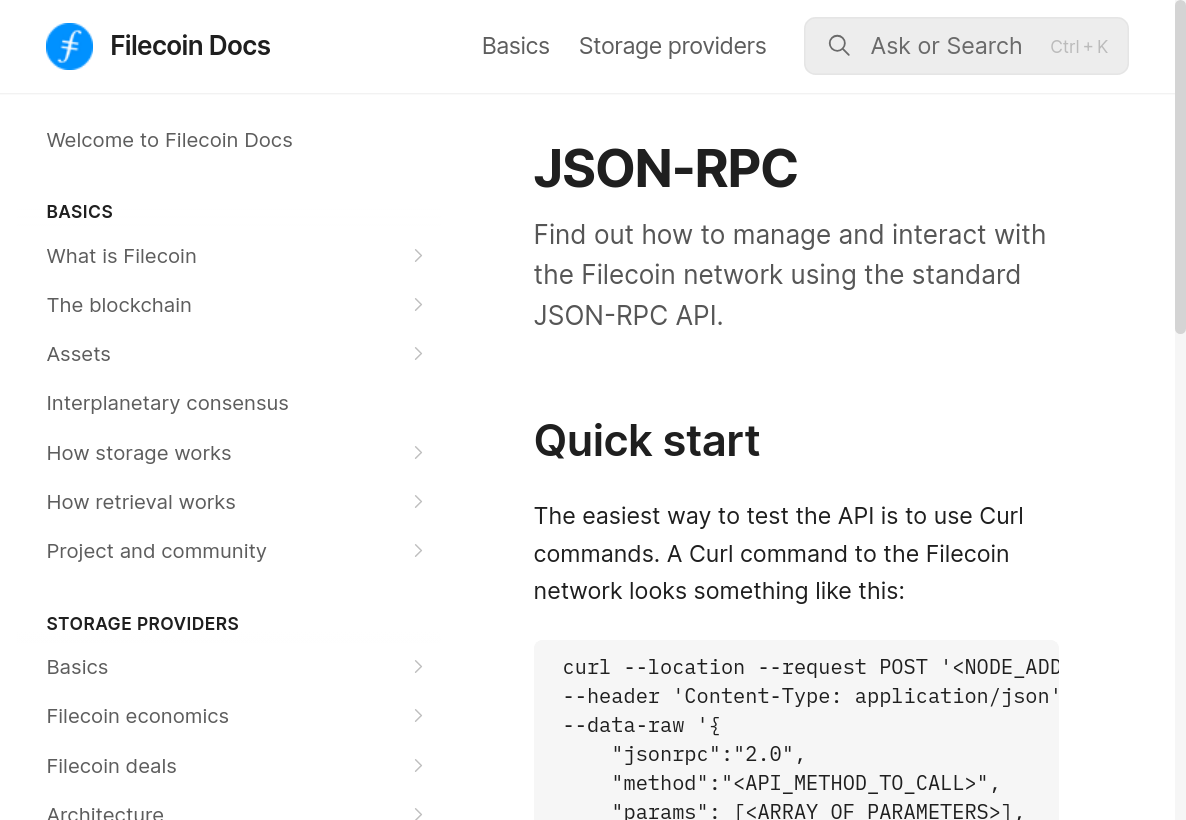 Filecoin Docs
Basics
Storage providers
Ask or Search
Ctrl + K
Welcome to Filecoin Docs
BASICS
What is Filecoin
The blockchain
Assets
Interplanetary consensus
How storage works
How retrieval works
Project and community
STORAGE PROVIDERS
Basics
Filecoin economics
Filecoin deals
Architecture
JSON-RPC
Find out how to manage and interact with
the Filecoin network using the standard
JSON-RPC API.
Quick start
The easiest way to test the API is to use Curl
commands. A Curl command to the Filecoin
network looks something like this:
curl --location --request POST '<NODE_ADD
--header 'Content-Type: application/json'
--data-raw '{
"jsonrpc":"2.0",
"method":"<API_METHOD_TO_CALL>",
"params": [<ARRAY_OF_PARAMETERS>],